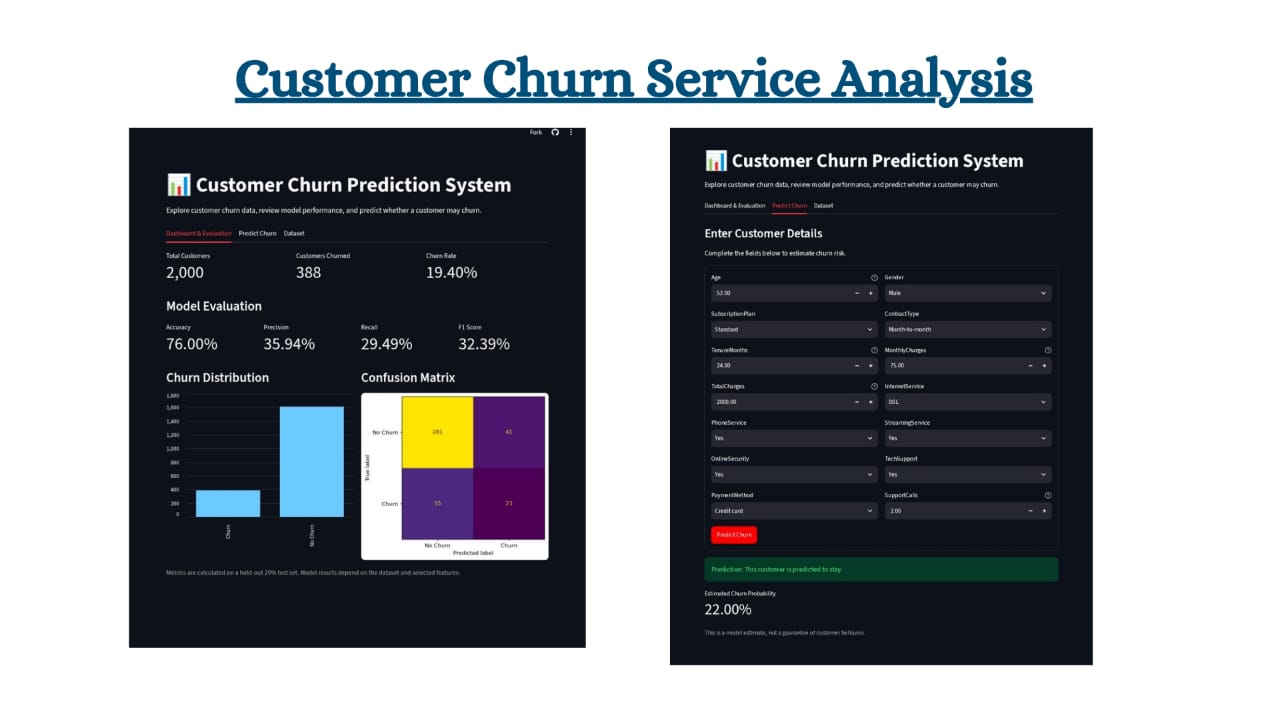 Customer Churn Service Analysis
Fork
📊 Customer Churn Prediction System
Explore customer churn data, review model performance, and predict whether a customer may churn.
Dashboard & Evaluation Predict Churn Dataset
Total Customers Customers Churned Churn Rate
2,000 388 19.40%
Model Evaluation
Accuracy Precision Recall F1 Score
76.00% 35.94% 29.49% 32.39%
Churn Distribution Confusion Matrix
1,800
1,600
1,400
1,200
1,000
800
600
400
200
0
Churn
No Churn
True label
No Churn 281 41
Churn 55 23
No Churn Churn
Predicted label
Metrics are calculated on a held-out 20% test set. Model results depend on the dataset and selected features.
📊 Customer Churn Prediction System
Explore customer churn data, review model performance, and predict whether a customer may churn.
Dashboard & Evaluation Predict Churn Dataset
Enter Customer Details
Complete the fields below to estimate churn risk.
Age Gender
52.00 Male
SubscriptionPlan ContractType
Standard Month-to-month
TenureMonths MonthlyCharges
24.00 75.00
TotalCharges InternetService
2000.00 DSL
PhoneService StreamingService
Yes Yes
OnlineSecurity TechSupport
Yes Yes
PaymentMethod SupportCalls
Credit card 2.00
Predict Churn
Prediction: This customer is predicted to stay.
Estimated Churn Probability
22.00%
This is a model estimate, not a guarantee of customer behavior.